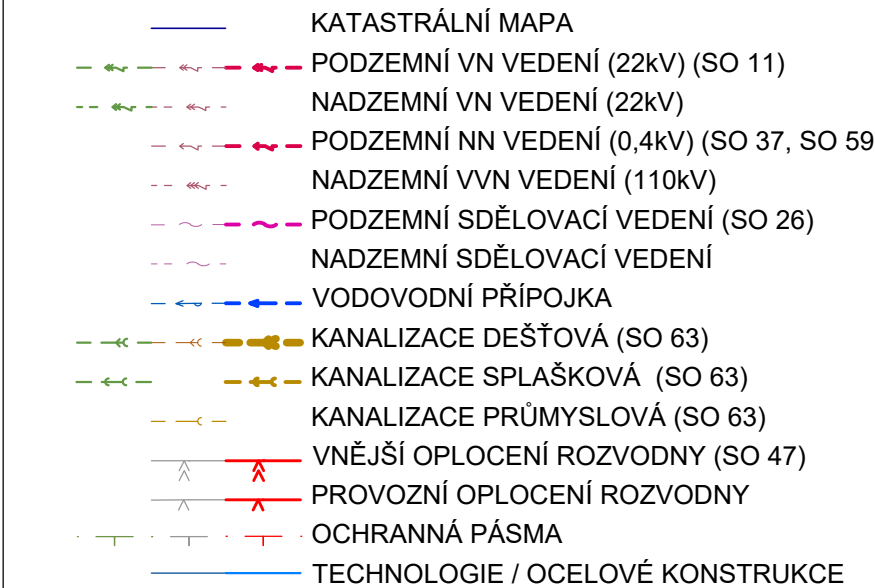 KATASTRÁLNÍ MAPA
PODZEMNÍ VN VEDENÍ (22kV) (SO 11)
NADZEMNÍ VN VEDENÍ (22kV)
PODZEMNÍ NN VEDENÍ (0,4kV) (SO 37, SO 59
NADZEMNÍ VVN VEDENÍ (110kV)
PODZEMNÍ SDĚLOVACÍ VEDENÍ (SO 26)
NADZEMNÍ SDĚLOVACÍ VEDENÍ
VODOVODNÍ PŘÍPOJKA
KANALIZACE DEŠŤOVÁ (SO 63)
KANALIZACE SPLAŠKOVÁ (SO 63)
KANALIZACE PRŮMYSLOVÁ (SO 63)
VNĚJŠÍ OPLOCENÍ ROZVODNY (SO 47)
PROVOZNÍ OPLOCENÍ ROZVODNY
OCHRANNÁ PÁSMA
TECHNOLOGIE / OCELOVÉ KONSTRUKCE